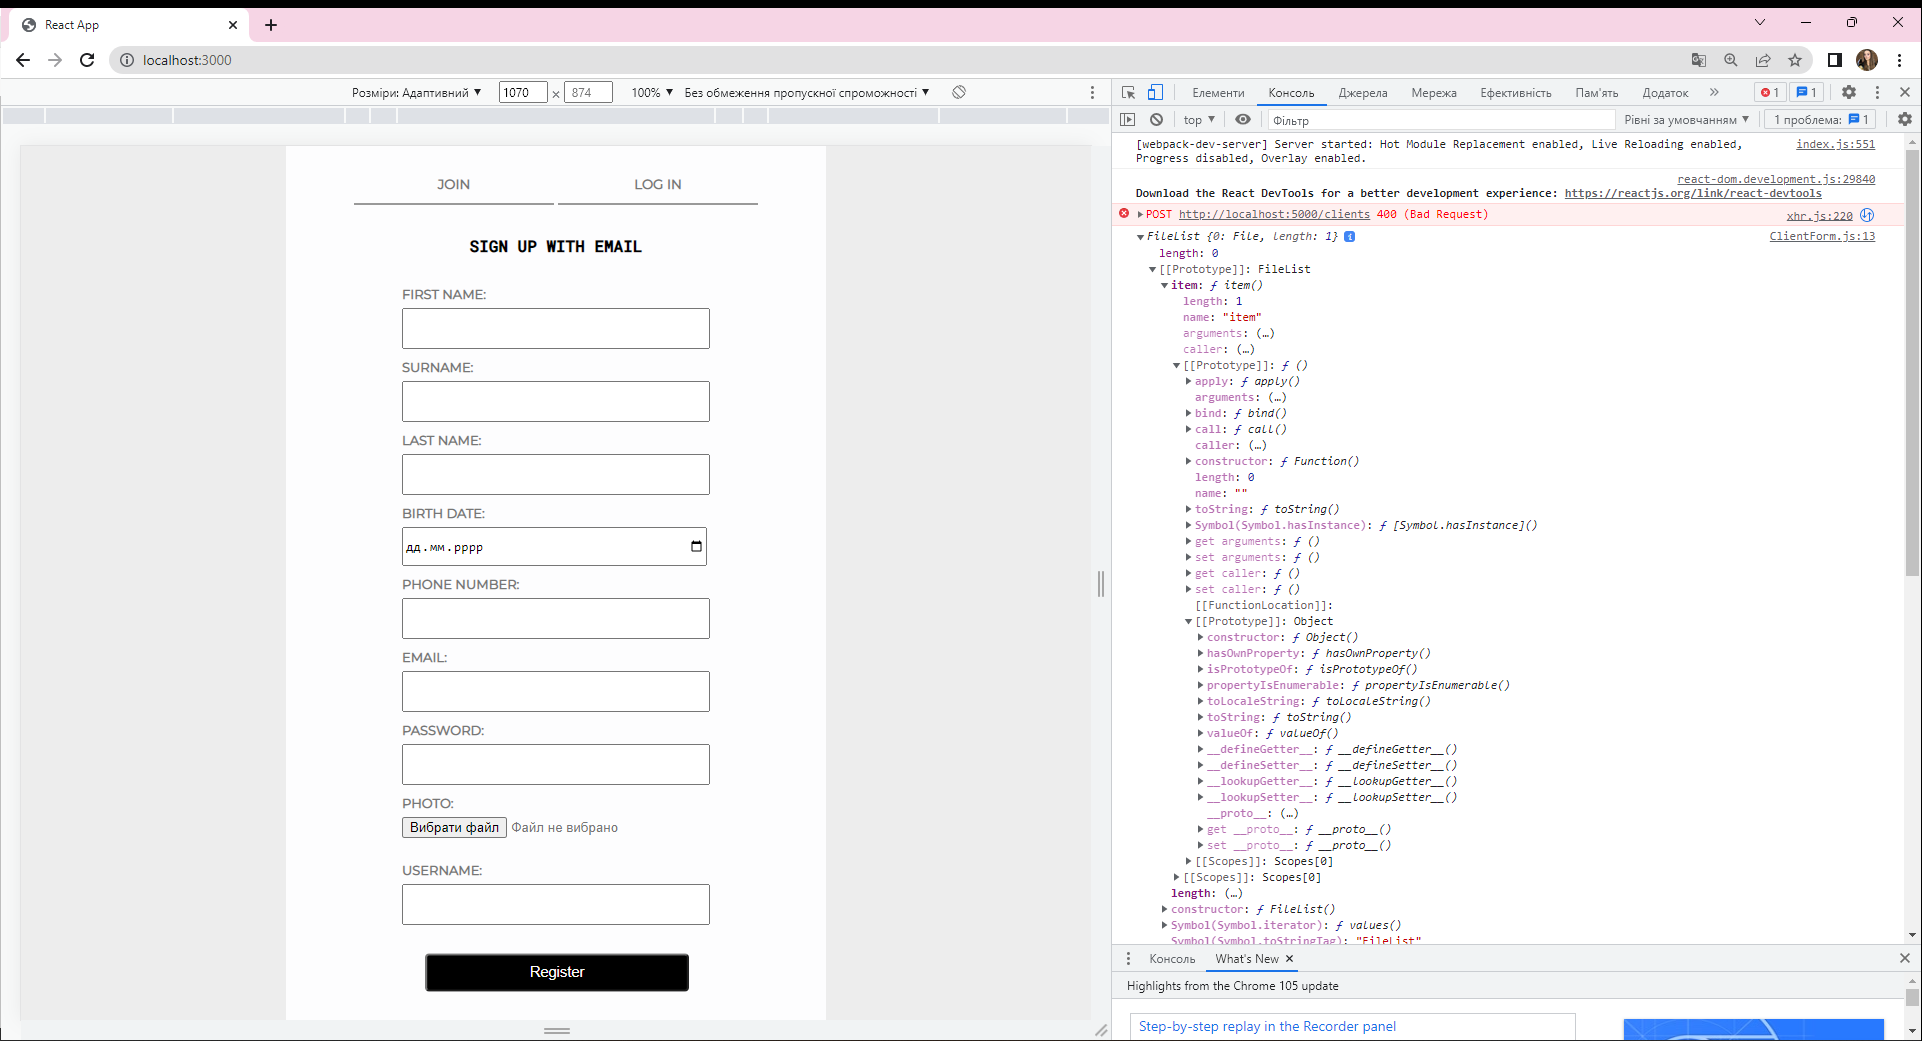 React App
localhost:3000
Розміри: Адаптивний ▼ 1070 × 874 100% ▼ Без обмеження пропускної спроможності ▼
JOIN LOG IN
SIGN UP WITH EMAIL
FIRST NAME:
SURNAME:
LAST NAME:
BIRTH DATE:
дд.мм.рррр
PHONE NUMBER:
EMAIL:
PASSWORD:
PHOTO:
Вибрати файл Файл не вибрано
USERNAME:
Register
Елементи Консоль Джерела Мережа Ефективність Пам'ять Додаток » 1 1
top ▼ Фільтр Рівні за умовчанням ▼ 1 проблема: 1
[webpack-dev-server] Server started: Hot Module Replacement enabled, Live Reloading enabled, index.js:551
Progress disabled, Overlay enabled.
react-dom.development.js:29840
Download the React DevTools for a better development experience: https://reactjs.org/link/react-devtools
POST http://localhost:5000/clients 400 (Bad Request) xhr.js:220
FileList {0: File, length: 1} i ClientForm.js:13
length: 0
[[Prototype]]: FileList
item: ƒ item()
length: 1
name: "item"
arguments: (…)
caller: (…)
[[Prototype]]: ƒ ()
apply: ƒ apply()
arguments: (…)
bind: ƒ bind()
call: ƒ call()
caller: (…)
constructor: ƒ Function()
length: 0
name: ""
toString: ƒ toString()
Symbol(Symbol.hasInstance): ƒ [Symbol.hasInstance]()
get arguments: ƒ ()
set arguments: ƒ ()
get caller: ƒ ()
set caller: ƒ ()
[[FunctionLocation]]:
[[Prototype]]: Object
constructor: ƒ Object()
hasOwnProperty: ƒ hasOwnProperty()
isPrototypeOf: ƒ isPrototypeOf()
propertyIsEnumerable: ƒ propertyIsEnumerable()
toLocaleString: ƒ toLocaleString()
toString: ƒ toString()
valueOf: ƒ valueOf()
__defineGetter__: ƒ __defineGetter__()
__defineSetter__: ƒ __defineSetter__()
__lookupGetter__: ƒ __lookupGetter__()
__lookupSetter__: ƒ __lookupSetter__()
__proto__: (…)
get __proto__: ƒ __proto__()
set __proto__: ƒ __proto__()
[[Scopes]]: Scopes[0]
[[Scopes]]: Scopes[0]
length: (…)
constructor: ƒ FileList()
Symbol(Symbol.iterator): ƒ values()
Symbol(Symbol.toStringTag): "FileList"
Консоль What's New
Highlights from the Chrome 105 update
Step-by-step replay in the Recorder panel